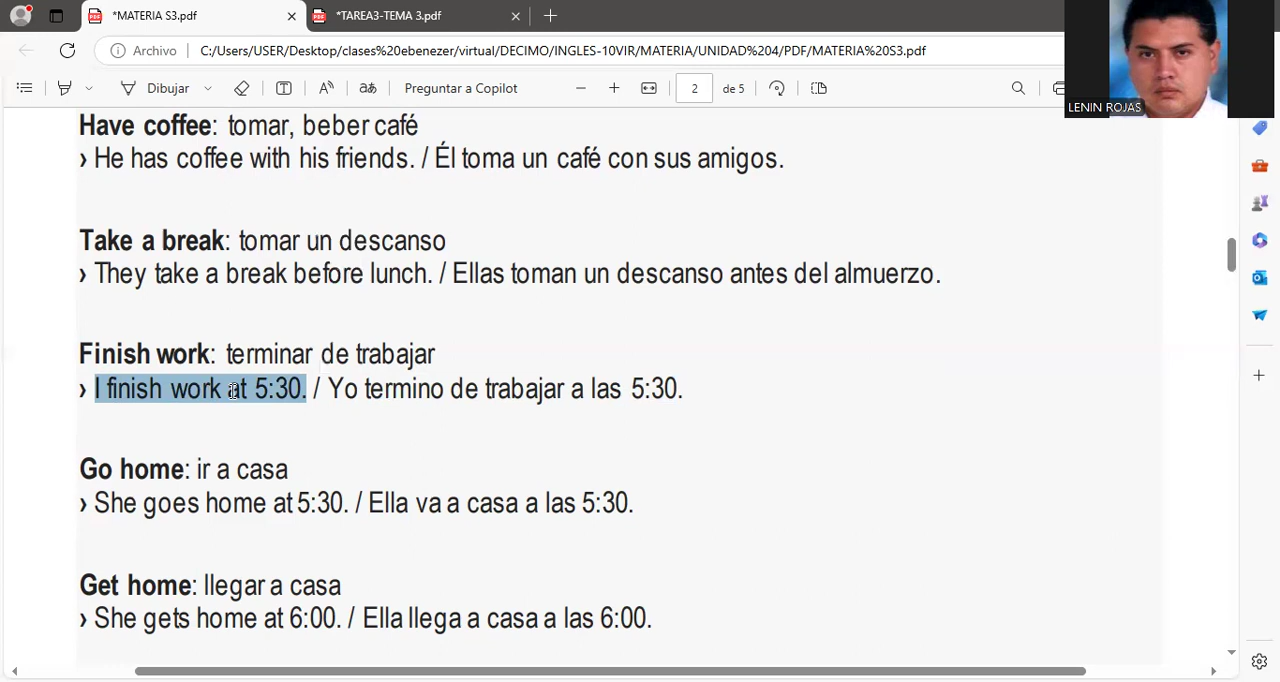 *MATERIA S3.pdf
*TAREA3-TEMA 3.pdf
Archivo
C:/Users/USER/Desktop/clases%20ebenezer/virtual/DECIMO/INGLES-10VIR/MATERIA/UNIDAD%204/PDF/MATERIA%20S3.pdf
Dibujar
Preguntar a Copilot
2
de 5
LENIN ROJAS
Have coffee: tomar, beber café
› He has coffee with his friends. / Él toma un café con sus amigos.
Take a break: tomar un descanso
› They take a break before lunch. / Ellas toman un descanso antes del almuerzo.
Finish work: terminar de trabajar
› I finish work at 5:30. / Yo termino de trabajar a las 5:30.
Go home: ir a casa
› She goes home at 5:30. / Ella va a casa a las 5:30.
Get home: llegar a casa
› She gets home at 6:00. / Ella llega a casa a las 6:00.